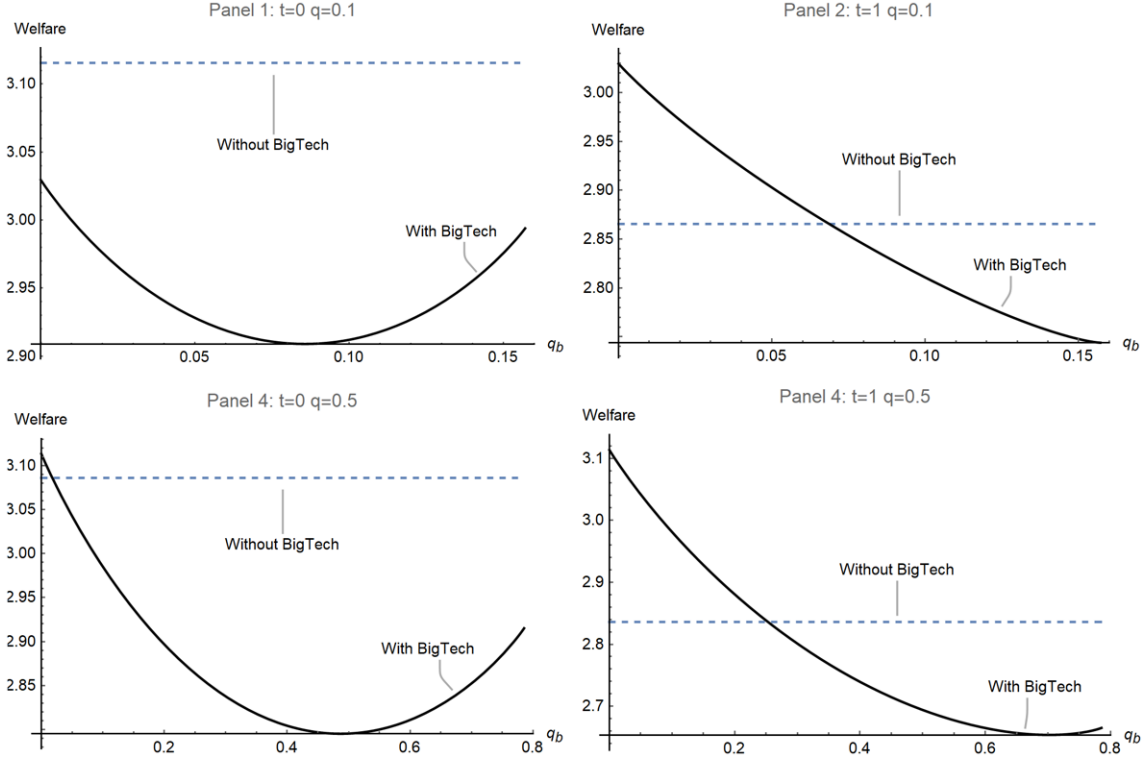 Panel 1: t=0 q=0.1
Welfare
3.10
3.05
3.00
2.95
2.90
Without BigTech
With BigTech
0.05
0.10
0.15
q_b
Panel 2: t=1 q=0.1
Welfare
3.00
2.95
2.90
2.85
2.80
Without BigTech
With BigTech
0.05
0.10
0.15
q_b
Panel 4: t=0 q=0.5
Welfare
3.10
3.05
3.00
2.95
2.90
2.85
Without BigTech
With BigTech
0.2
0.4
0.6
0.8
q_b
Panel 4: t=1 q=0.5
Welfare
3.1
3.0
2.9
2.8
2.7
Without BigTech
With BigTech
0.2
0.4
0.6
0.8
q_b